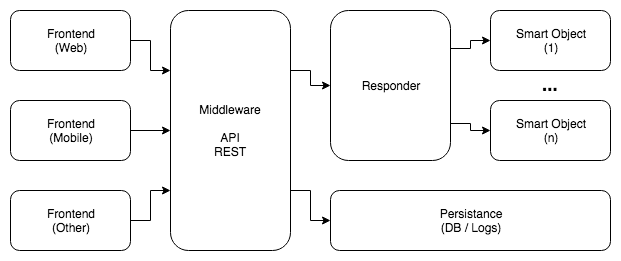 Frontend
(Web)
Frontend
(Mobile)
Frontend
(Other)
Middleware
API
REST
Responder
Smart Object
(1)
...
Smart Object
(n)
Persistance
(DB / Logs)